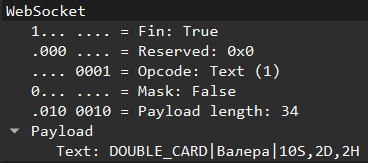 WebSocket
1... .... = Fin: True
.000 .... = Reserved: 0x0
.... 0001 = Opcode: Text (1)
0... .... = Mask: False
.010 0010 = Payload length: 34
Payload
Text: DOUBLE_CARD|Валера|10S,2D,2H